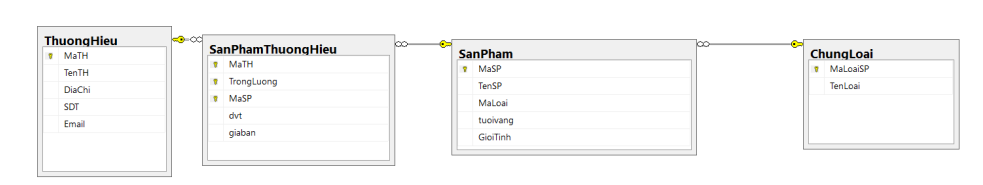 ThuongHieu
MaTH
TenTH
DiaChi
SDT
Email
SanPhamThuongHieu
MaTH
TrongLuong
MaSP
dvt
giaban
SanPham
MaSP
TenSP
MaLoai
tuoivang
GioiTinh
ChungLoai
MaLoaiSP
TenLoai